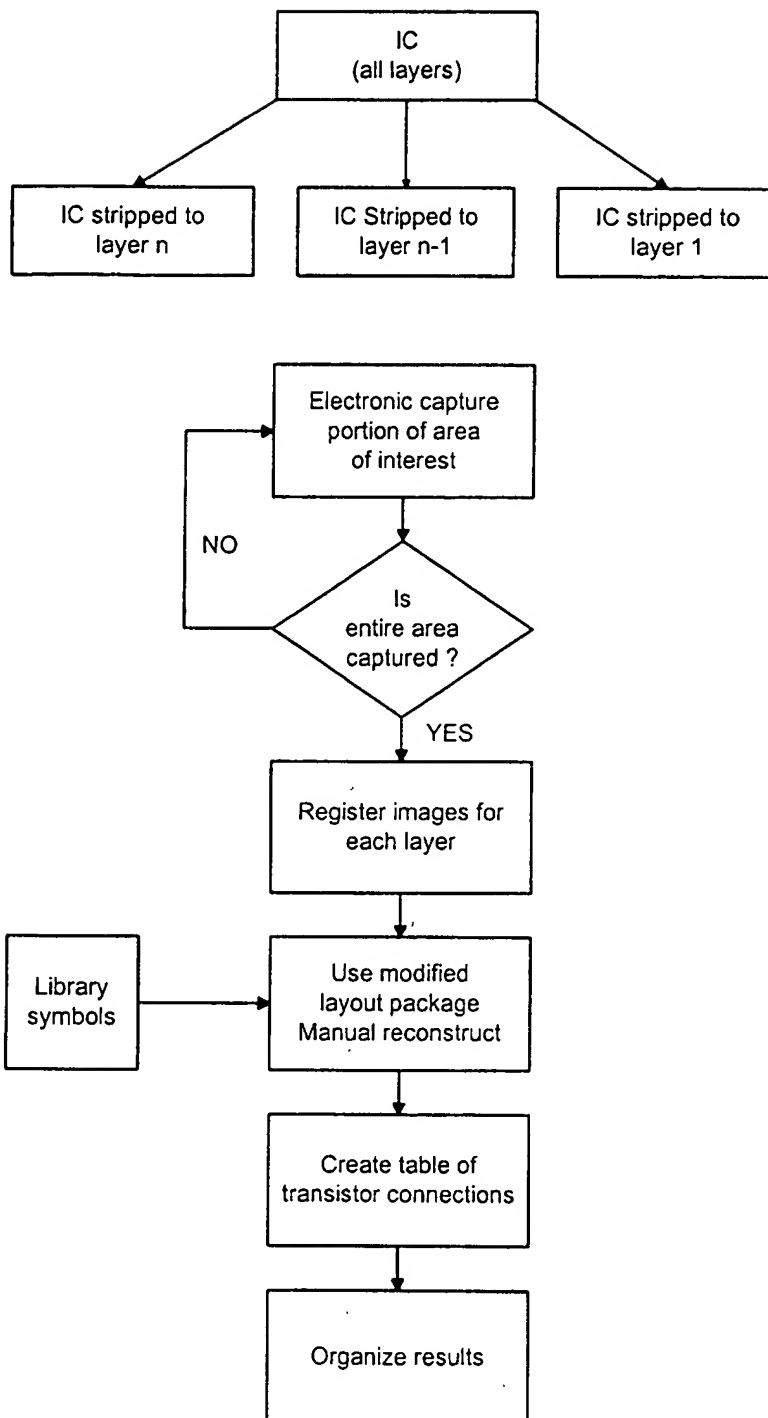 IC
(all layers)
IC stripped to
layer n
IC Stripped to
layer n-1
IC stripped to
layer 1
Electronic capture
portion of area
of interest
NO
Is
entire area
captured ?
YES
Register images for
each layer
Library
symbols
Use modified
layout package
Manual reconstruct
Create table of
transistor connections
Organize results